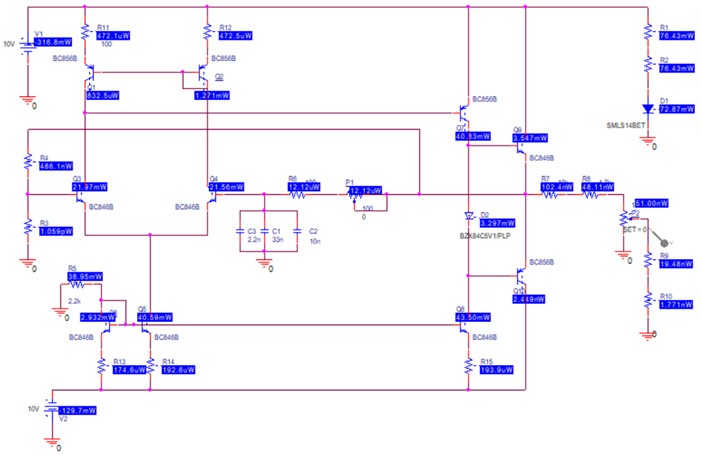 R11
472.1uW
100
R12
472.5uW
10V
V1
-316.8mW
R1
76.43mW
R2
76.43mW
BC856B
BC856B
Q1
832.5uW
Q2
1.271mW
D1
72.87mW
SMLS14BET
BC856B
40.83mW
Q9
3.547mW
BC846B
R4
486.1nW
Q3
21.97mW
Q4
21.56mW
R6
12.12uW
P1
12.12uW
100
0
R7
102.4nW
R8
48.11nW
51.00nW
P2
SET = 0
V
BC846B
BC846B
R3
1.059pW
C3
2.2n
C1
33n
C2
10n
D2
3.297mW
BZX84C5V1/PLP
BC856B
2.449nW
R9
19.48nW
R10
1.771nW
R5
38.95mW
2.2k
2.932mW
Q5
40.59mW
Q8
43.50mW
BC846B
BC846B
BC846B
R13
174.6uW
R14
192.6uW
R15
193.9uW
10V
-129.7mW
V2
0
0
0
0
0
0
0
0